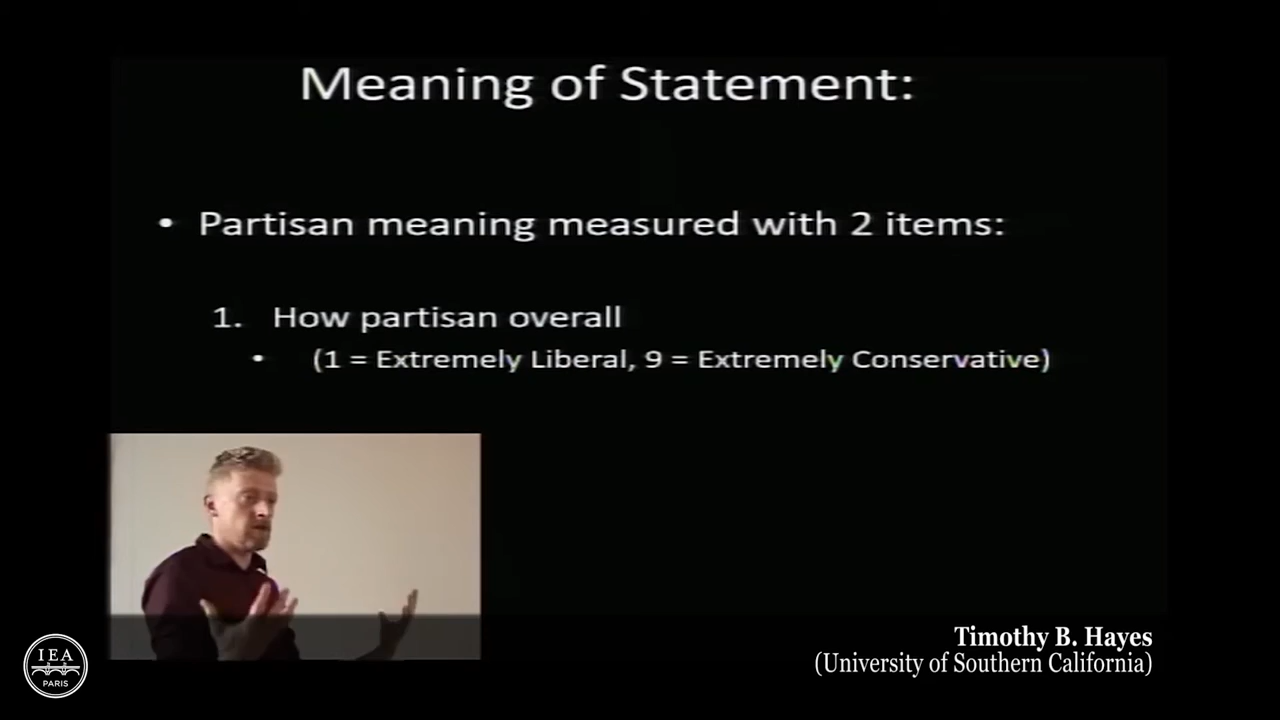 Meaning of Statement:
• Partisan meaning measured with 2 items:
1. How partisan overall
• (1 = Extremely Liberal, 9 = Extremely Conservative)
Timothy B. Hayes
(University of Southern California)
IEA
PARIS